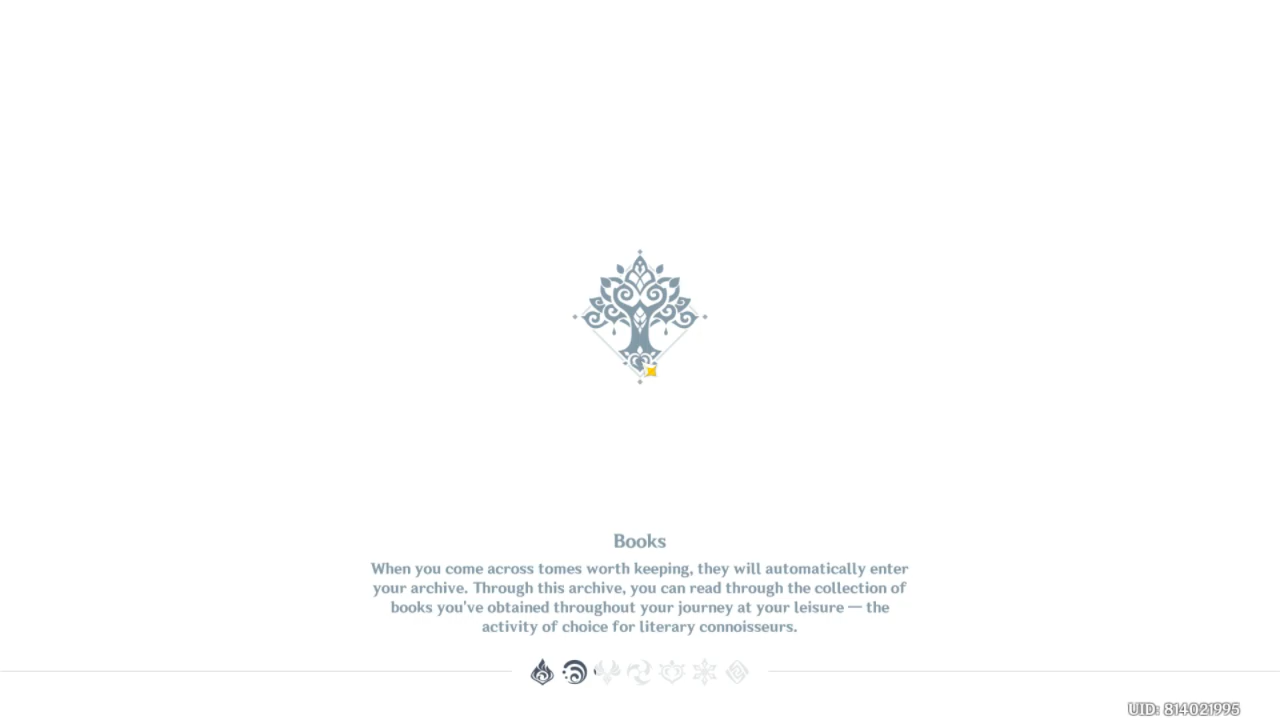 Books
When you come across tomes worth keeping, they will automatically enter
your archive. Through this archive, you can read through the collection of
books you've obtained throughout your journey at your leisure — the
activity of choice for literary connoisseurs.
UID: 814021995